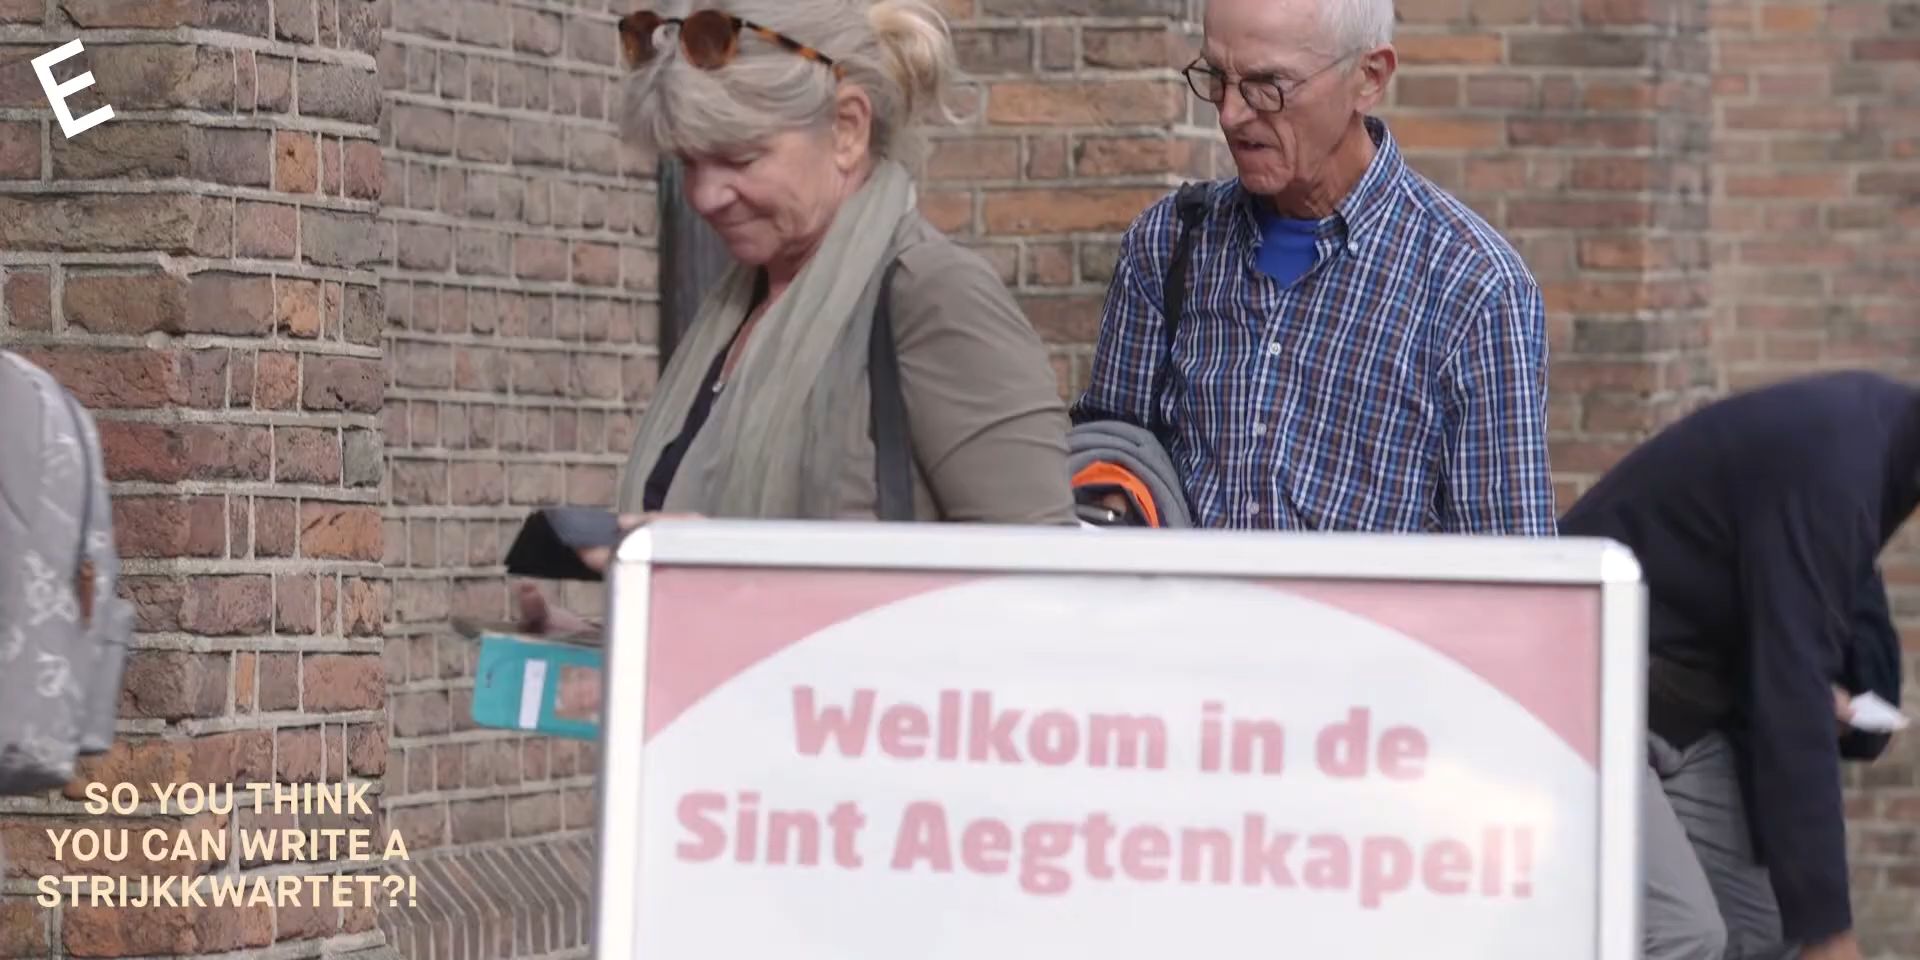 E
Welkom in de
Sint Aegtenkapel!
SO YOU THINK
YOU CAN WRITE A
STRIJKKWARTET?!